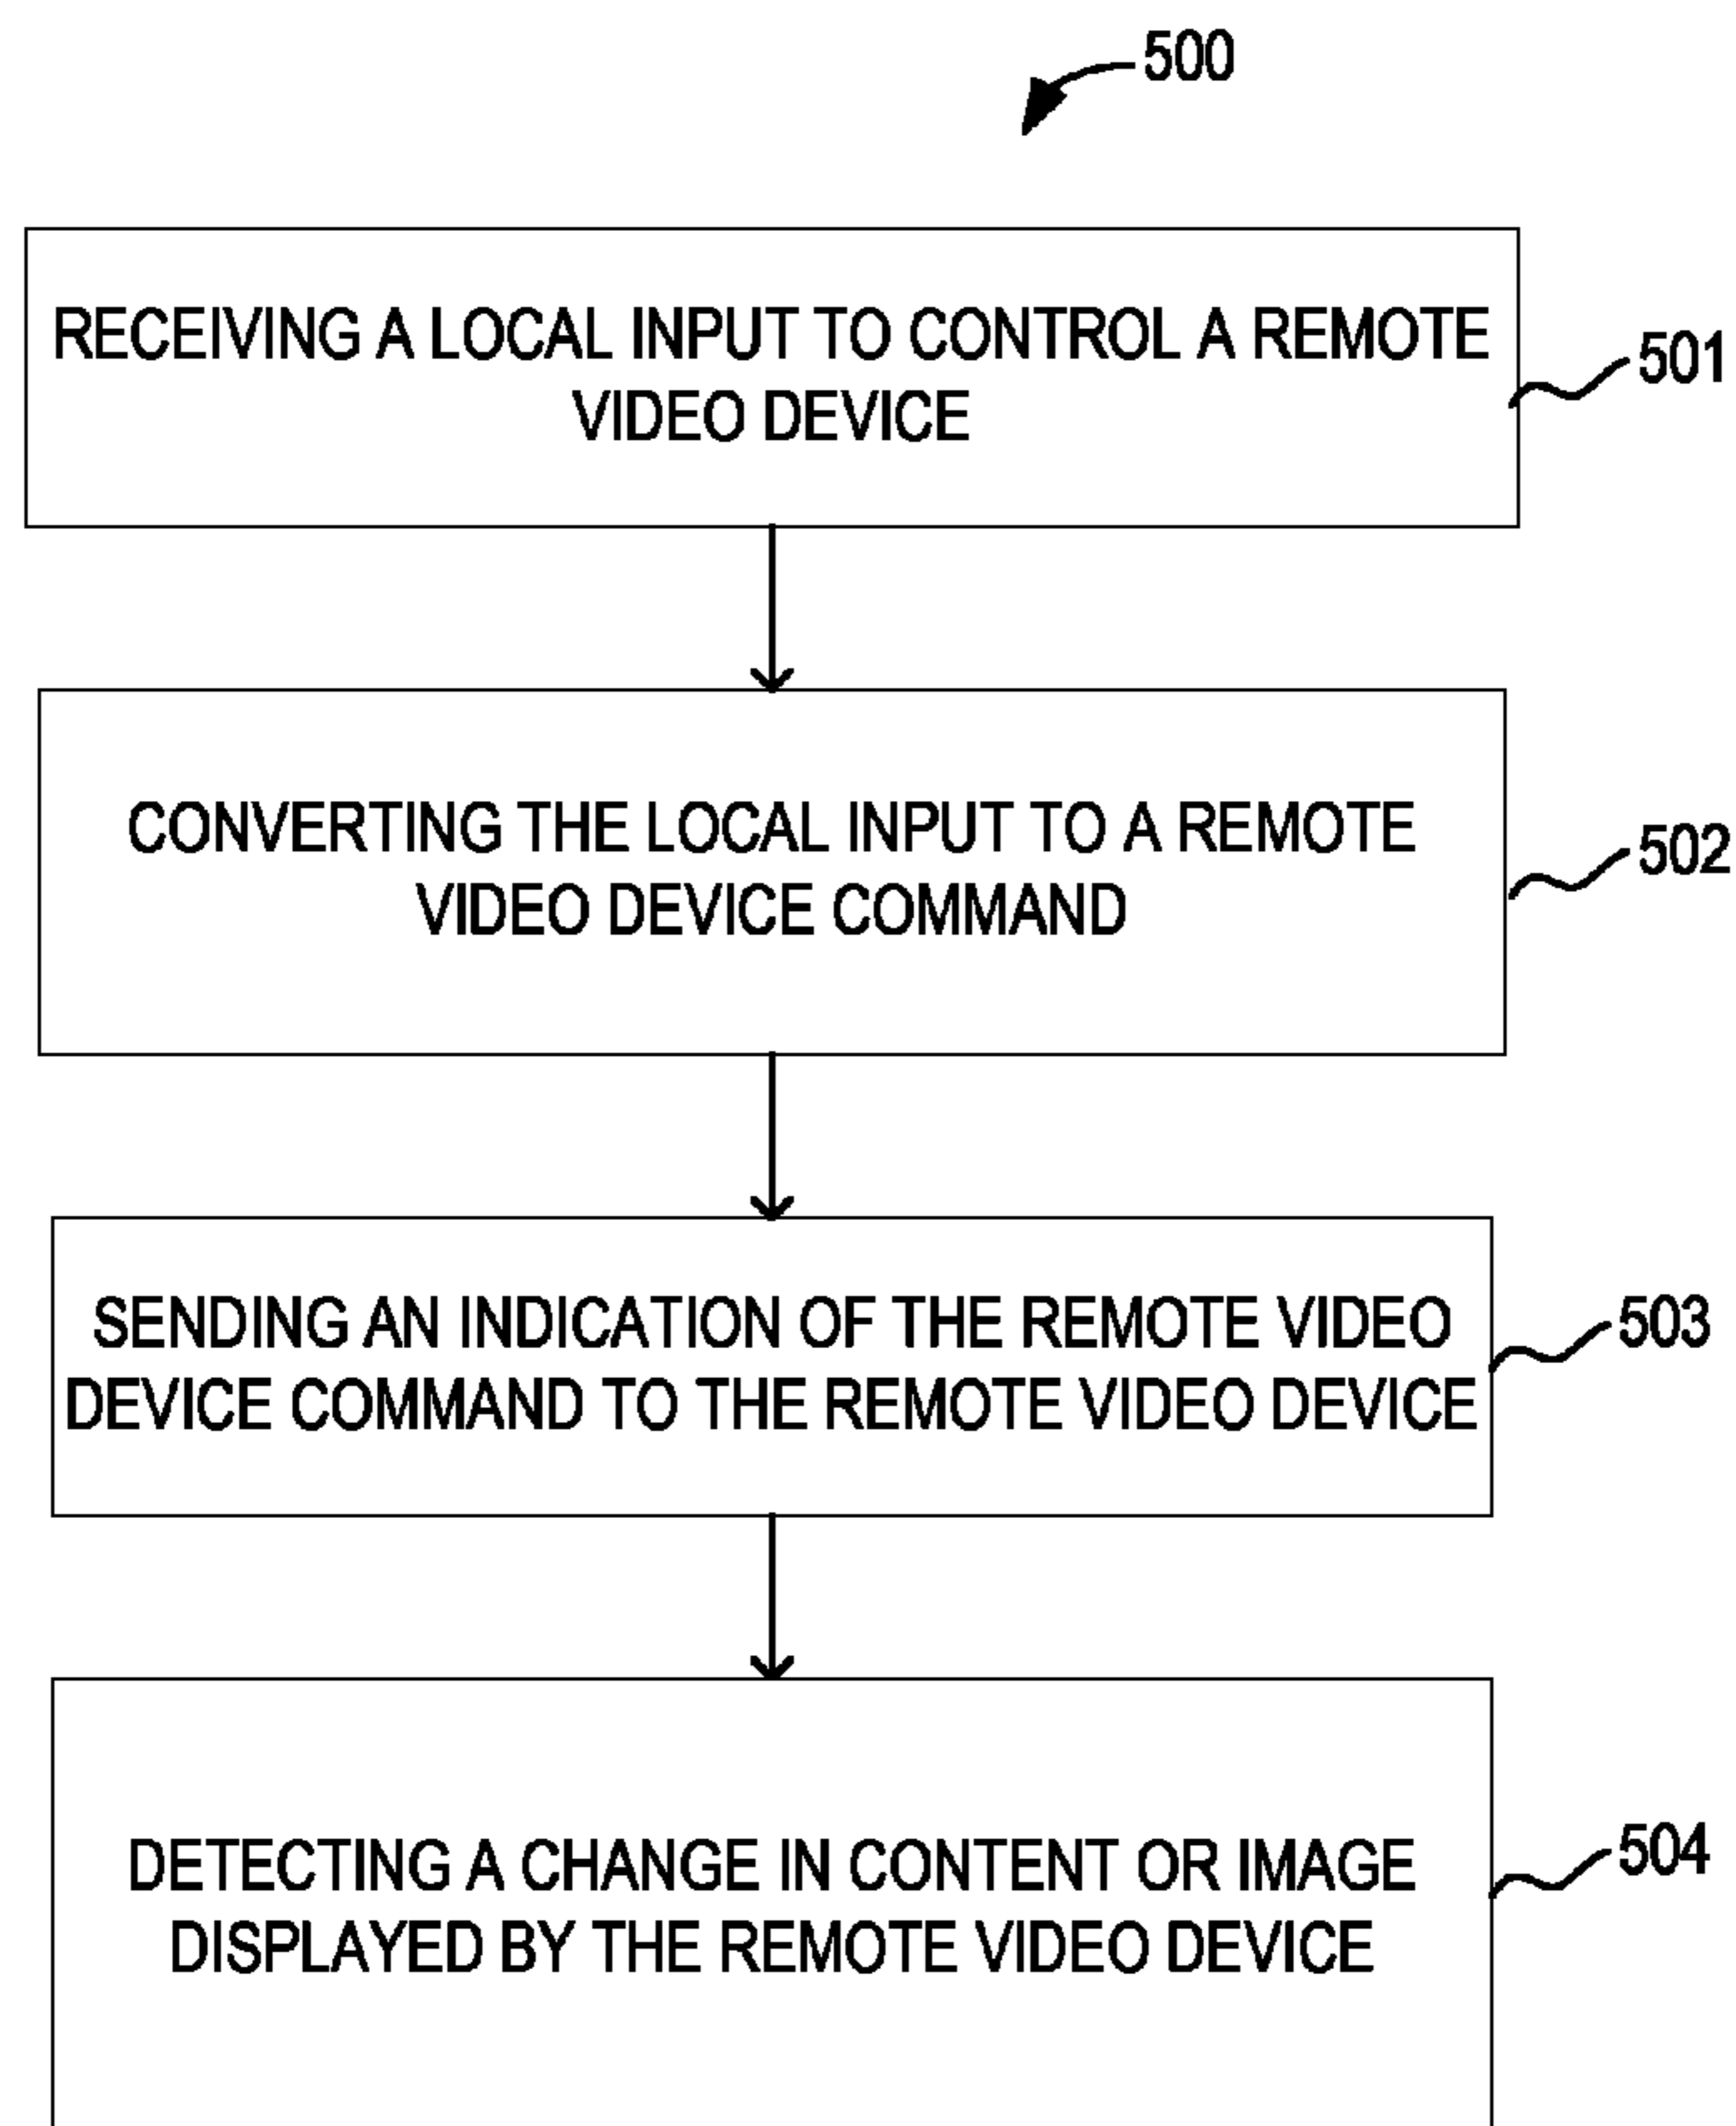 500
RECEIVING A LOCAL INPUT TO CONTROL A REMOTE
VIDEO DEVICE
501
CONVERTING THE LOCAL INPUT TO A REMOTE
VIDEO DEVICE COMMAND
502
SENDING AN INDICATION OF THE REMOTE VIDEO
DEVICE COMMAND TO THE REMOTE VIDEO DEVICE
503
DETECTING A CHANGE IN CONTENT OR IMAGE
DISPLAYED BY THE REMOTE VIDEO DEVICE
504